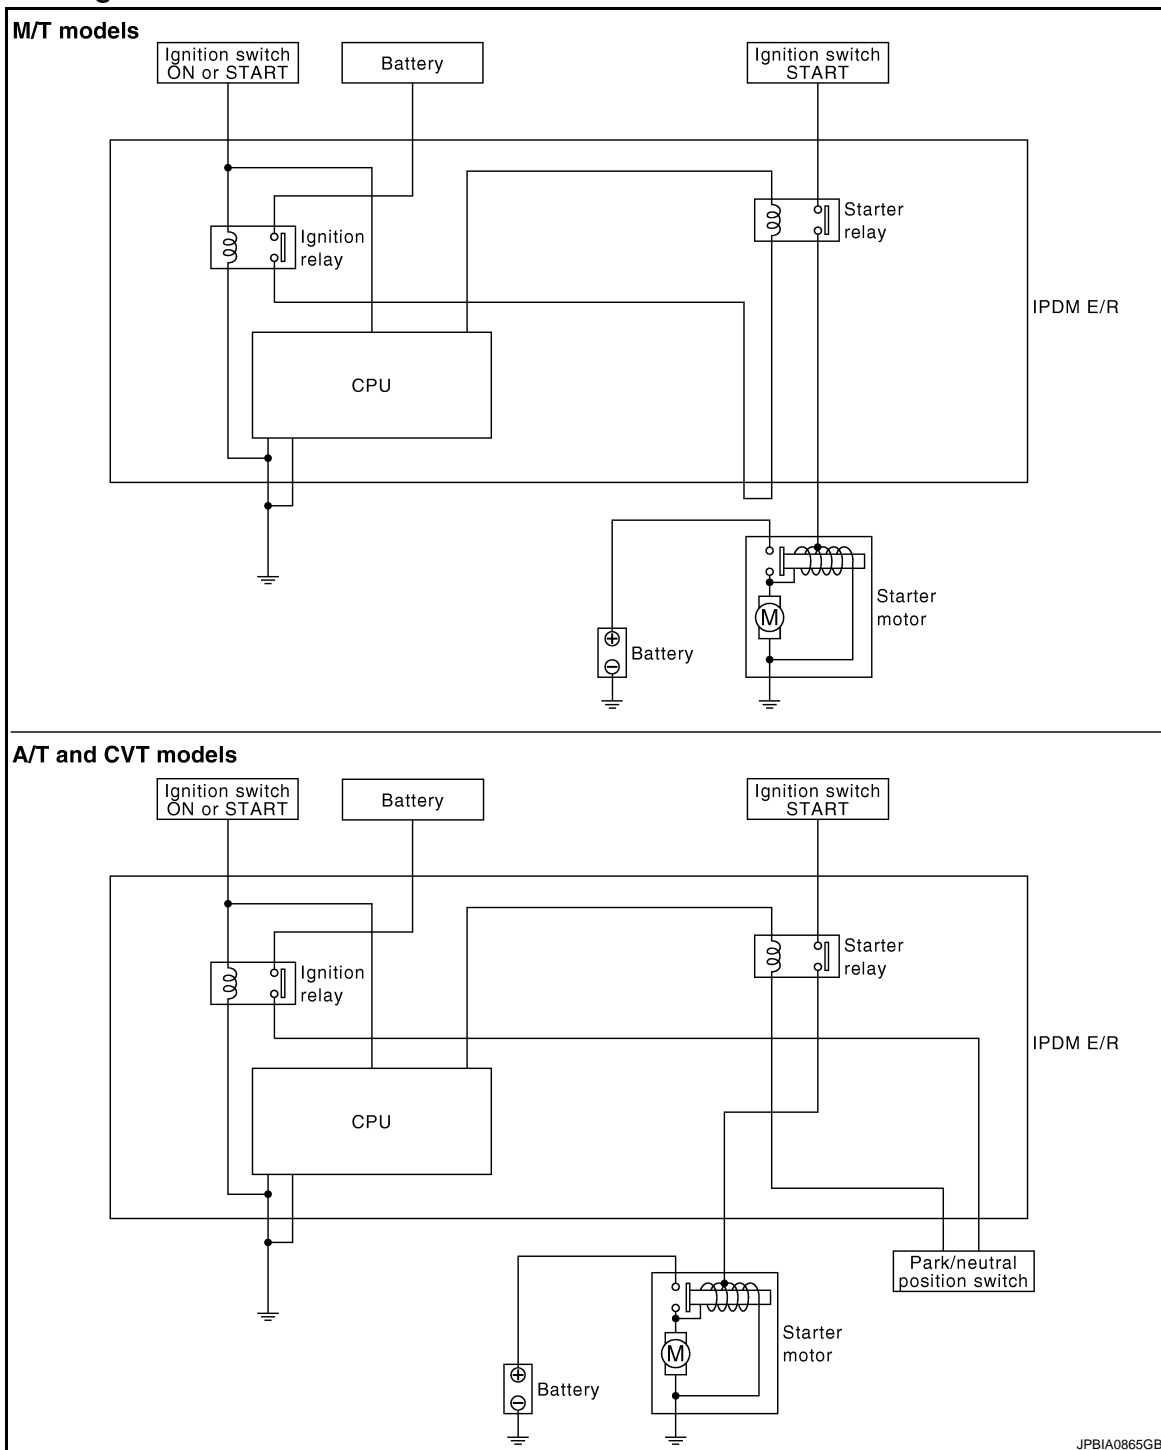 M/T models
Ignition switch
ON or START
Battery
Ignition switch
START
Ignition
relay
Starter
relay
IPDM E/R
CPU
M
Starter
motor
+
Battery
−
A/T and CVT models
Ignition switch
ON or START
Battery
Ignition switch
START
Ignition
relay
Starter
relay
IPDM E/R
CPU
Park/neutral
position switch
M
Starter
motor
+
Battery
−
JPBIA0865GB